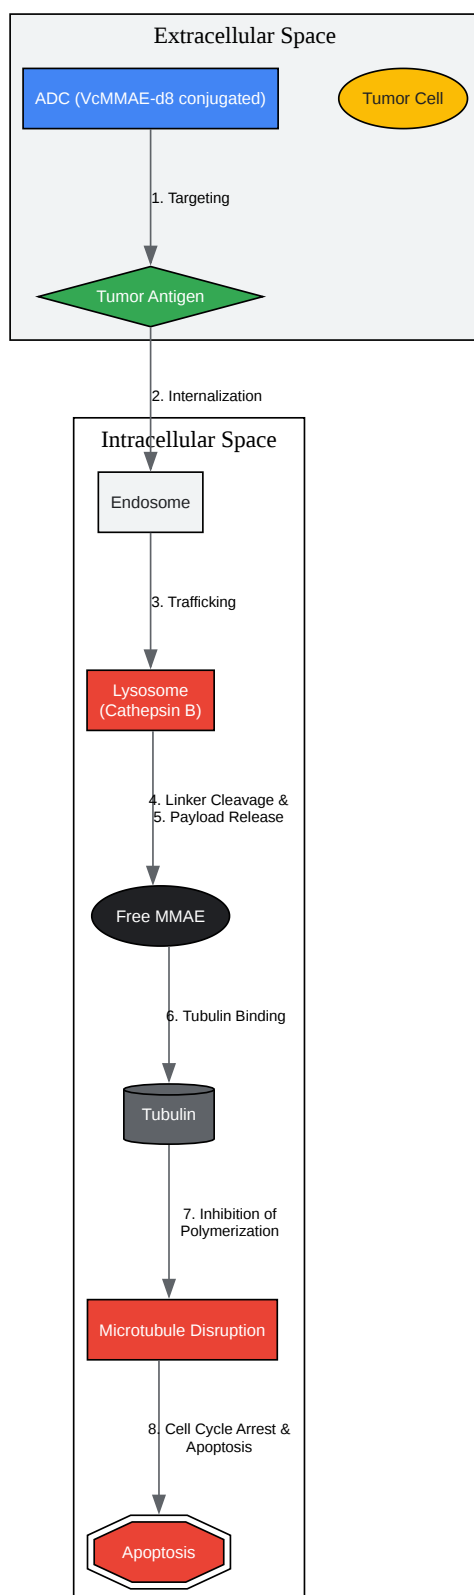 Extracellular Space
ADC (VcMMAE-d8 conjugated)
Tumor Cell
1. Targeting
Tumor Antigen
2. Internalization
Intracellular Space
Endosome
3. Trafficking
Lysosome
(Cathepsin B)
4. Linker Cleavage &
5. Payload Release
Free MMAE
6. Tubulin Binding
Tubulin
7. Inhibition of
Polymerization
Microtubule Disruption
8. Cell Cycle Arrest &
Apoptosis
Apoptosis